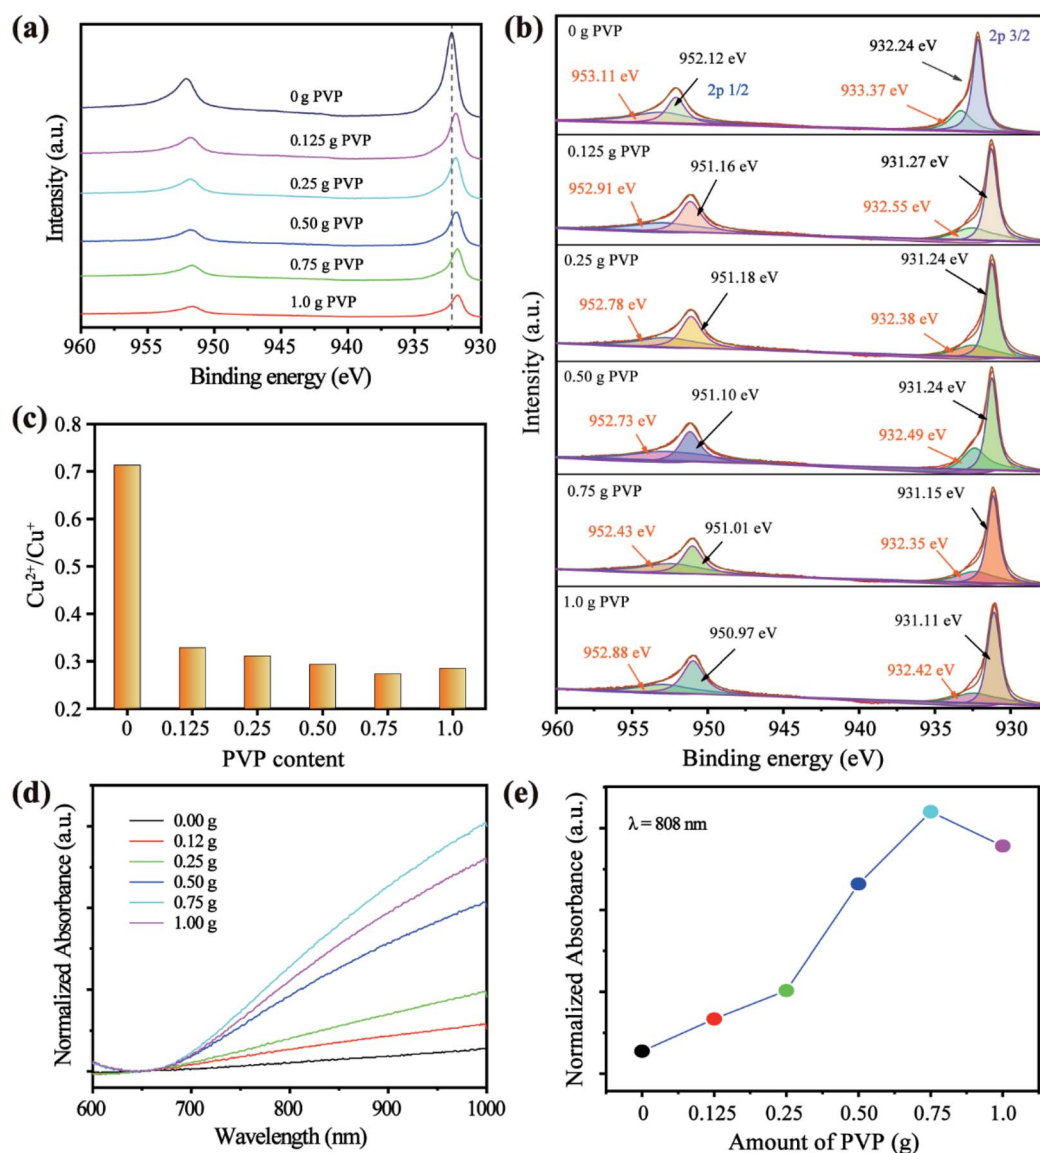 (a)
0 g PVP
0.125 g PVP
0.25 g PVP
0.50 g PVP
0.75 g PVP
1.0 g PVP
Intensity (a.u.)
960 955 950 945 940 935 930
Binding energy (eV)
(b)
0 g PVP
2p 3/2
952.12 eV
932.24 eV
953.11 eV
2p 1/2
933.37 eV
0.125 g PVP
951.16 eV
931.27 eV
952.91 eV
932.55 eV
0.25 g PVP
931.24 eV
951.18 eV
952.78 eV
932.38 eV
0.50 g PVP
951.10 eV
931.24 eV
952.73 eV
932.49 eV
0.75 g PVP
931.15 eV
952.43 eV
951.01 eV
932.35 eV
1.0 g PVP
931.11 eV
950.97 eV
952.88 eV
932.42 eV
Intensity (a.u.)
960 955 950 945 940 935 930
Binding energy (eV)
(c)
0.8
0.7
0.6
0.5
0.4
0.3
0.2
Cu²⁺/Cu⁺
0 0.125 0.25 0.50 0.75 1.0
PVP content
(d)
0.00 g
0.12 g
0.25 g
0.50 g
0.75 g
1.00 g
Normalized Absorbance (a.u.)
600 700 800 900 1000
Wavelength (nm)
(e)
λ = 808 nm
Normalized Absorbance (a.u.)
0 0.125 0.25 0.50 0.75 1.0
Amount of PVP (g)